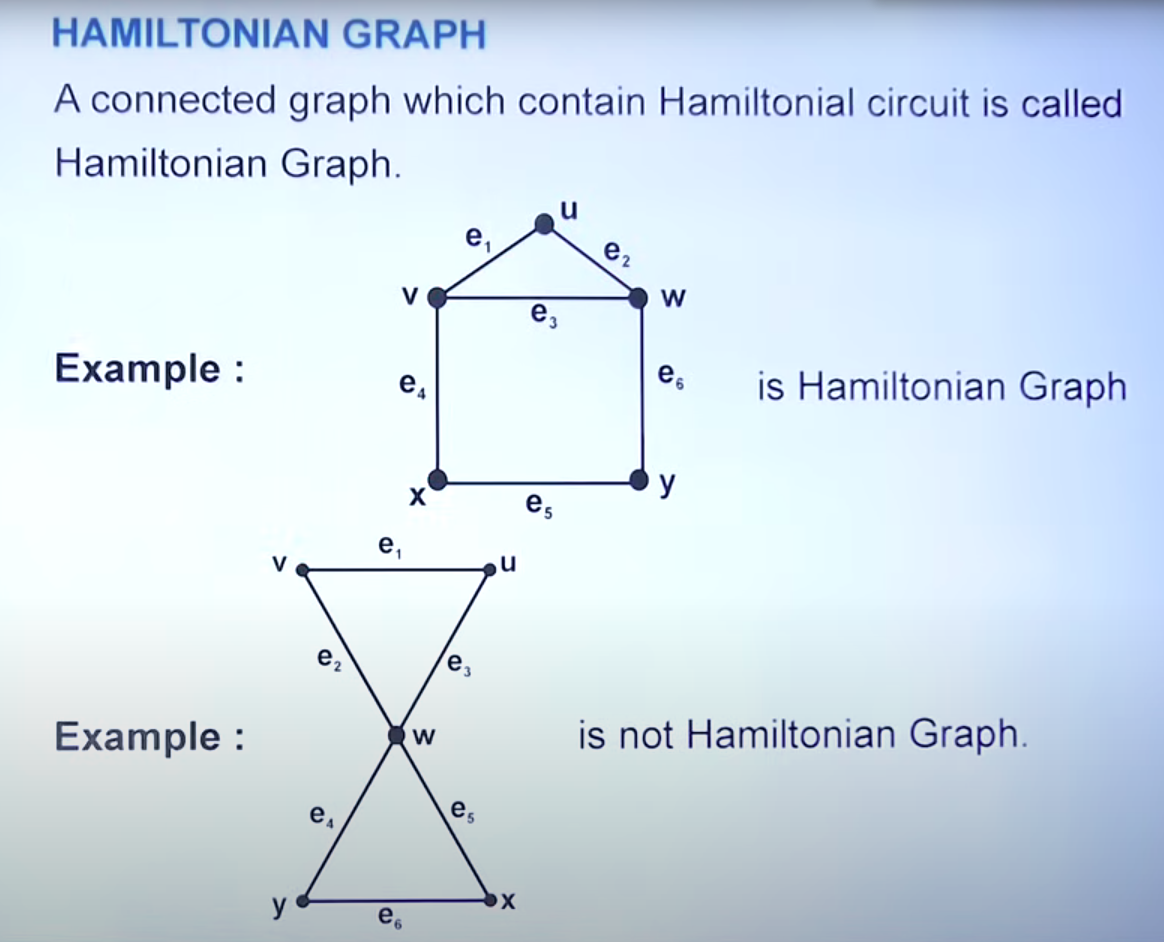 HAMILTONIAN GRAPH
A connected graph which contain Hamiltonial circuit is called
Hamiltonian Graph.
u
e₁
e₂
v
w
e₃
Example :
e₄
e₆
is Hamiltonian Graph
x
y
e₅
e₁
v
u
e₂
e₃
Example :
w
is not Hamiltonian Graph.
e₄
e₅
y
x
e₆